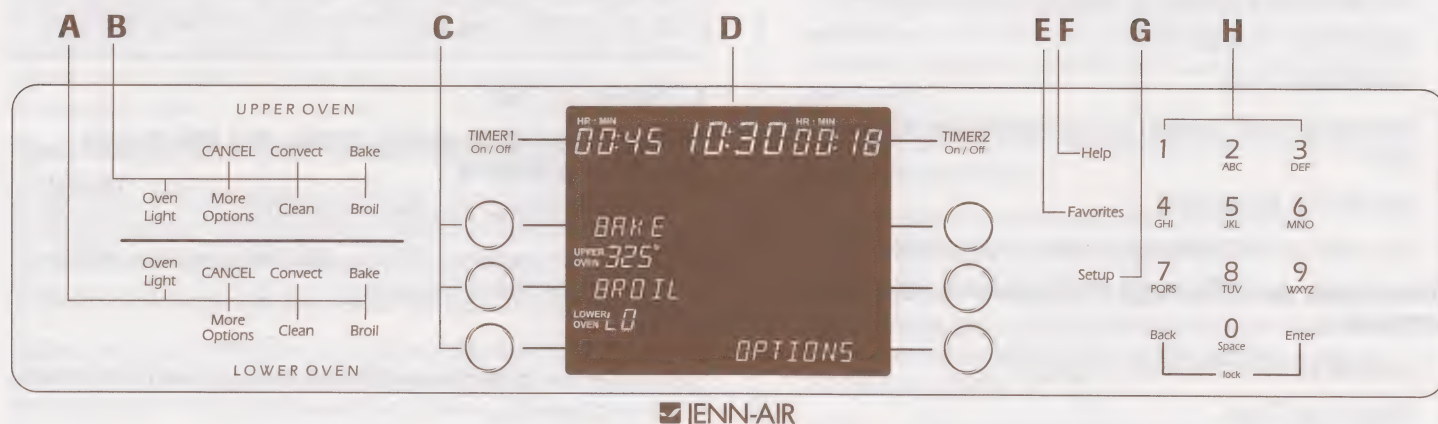 A B C D E F G H
UPPER OVEN
CANCEL Convect Bake
Oven Light More Options Clean Broil
Oven Light CANCEL Convect Bake
More Options Clean Broil
LOWER OVEN
TIMER1
On / Off
HR : MIN HR : MIN
00:45 10:30 00:18
BAKE
UPPER OVEN 325°
BROIL
LOWER OVEN LO
OPTIONS
TIMER2
On / Off
Help
Favorites
Setup
1 2 3
ABC DEF
4 5 6
GHI JKL MNO
7 8 9
PQRS TUV WXYZ
Back 0 Enter
Space
lock
JENN-AIR